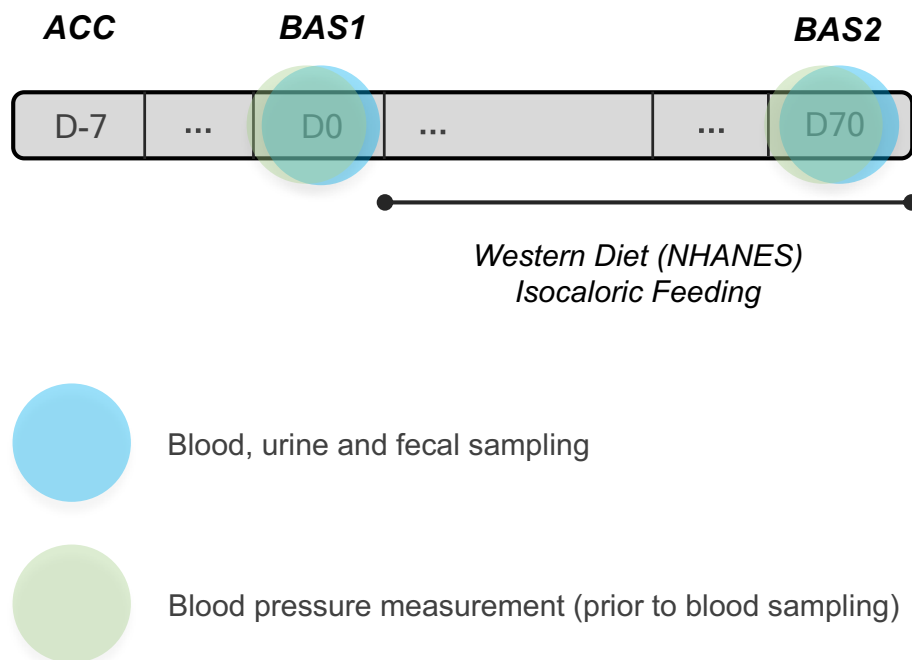 ACC BAS1 BAS2
D-7 ... D0 ... ... D70
Western Diet (NHANES)
Isocaloric Feeding
Blood, urine and fecal sampling
Blood pressure measurement (prior to blood sampling)